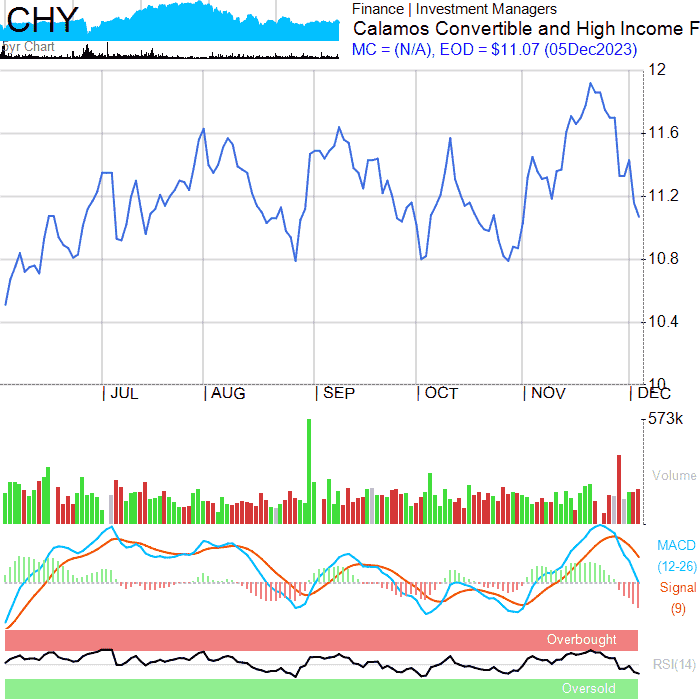 CHY
5yr Chart
Finance | Investment Managers
Calamos Convertible and High Income F
MC = (N/A), EOD = $11.07 (05Dec2023)
12
11.6
11.2
10.8
10.4
10
| JUL | AUG | SEP | OCT | NOV | DEC
573k
Volume
MACD
(12-26)
Signal
(9)
Overbought
RSI(14)
Oversold